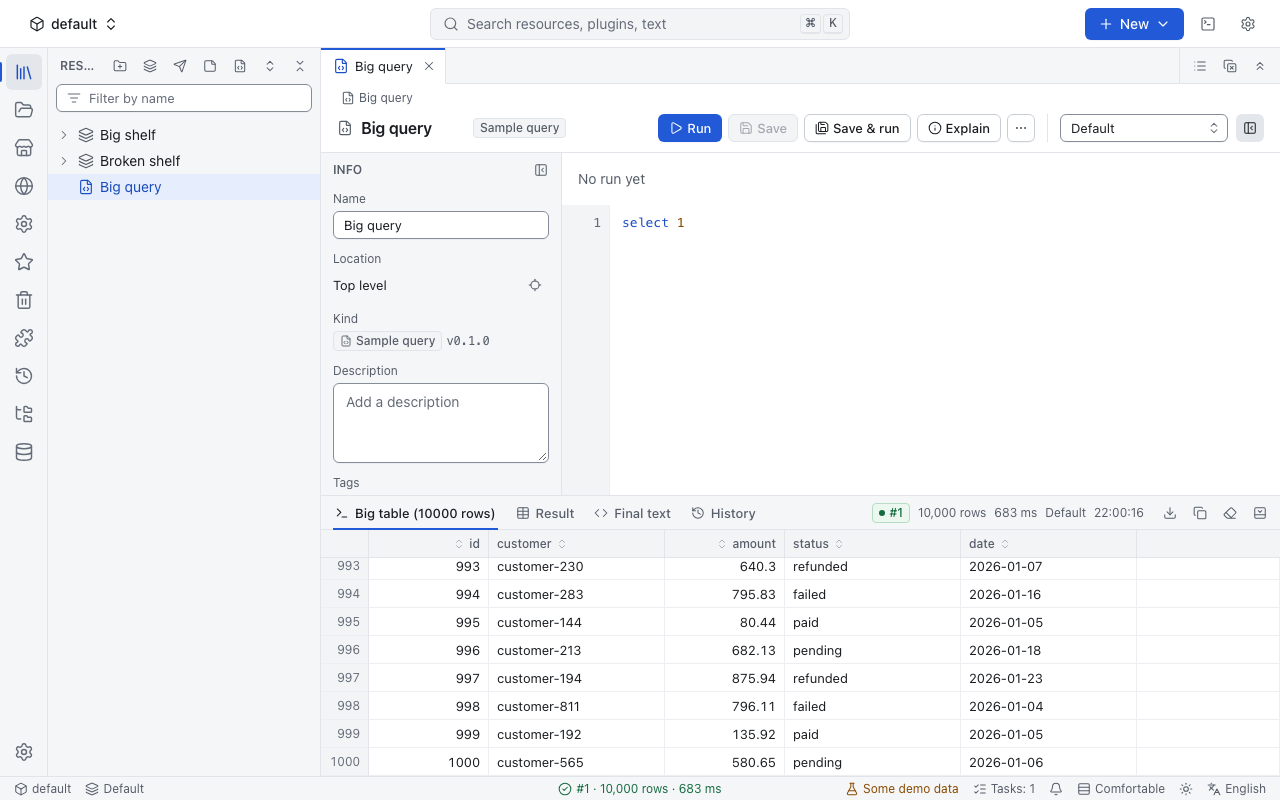 default
Search resources, plugins, text
⌘ K
New
RES...
Filter by name
Big shelf
Broken shelf
Big query
Big query
Big query
Big query
Sample query
Run
Save
Save & run
Explain
Default
INFO
Name
Big query
Location
Top level
Kind
Sample query v0.1.0
Description
Add a description
Tags
No run yet
1 select 1
Big table (10000 rows)
Result
Final text
History
#1 10,000 rows 683 ms Default 22:00:16
id customer amount status date
993 993 customer-230 640.3 refunded 2026-01-07
994 994 customer-283 795.83 failed 2026-01-16
995 995 customer-144 80.44 paid 2026-01-05
996 996 customer-213 682.13 pending 2026-01-18
997 997 customer-194 875.94 refunded 2026-01-23
998 998 customer-811 796.11 failed 2026-01-04
999 999 customer-192 135.92 paid 2026-01-05
1000 1000 customer-565 580.65 pending 2026-01-06
default Default #1 · 10,000 rows · 683 ms Some demo data Tasks: 1 Comfortable English